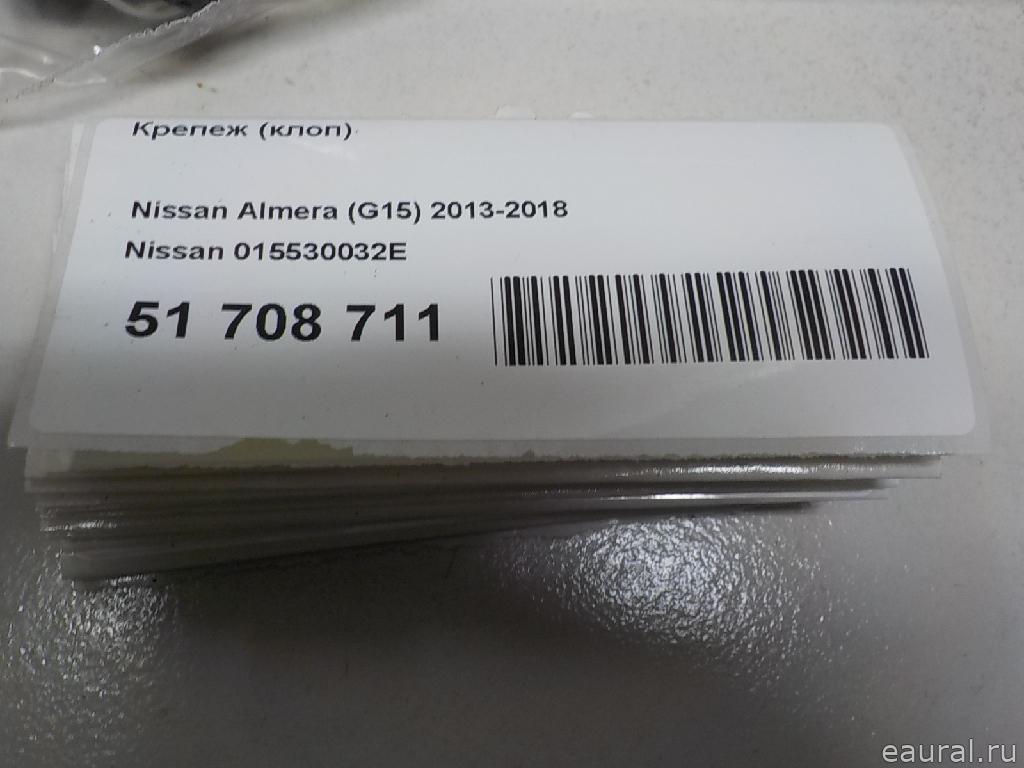 Крепеж (клоп)
Nissan Almera (G15) 2013-2018
Nissan 015530032E
51 708 711
eaural.ru